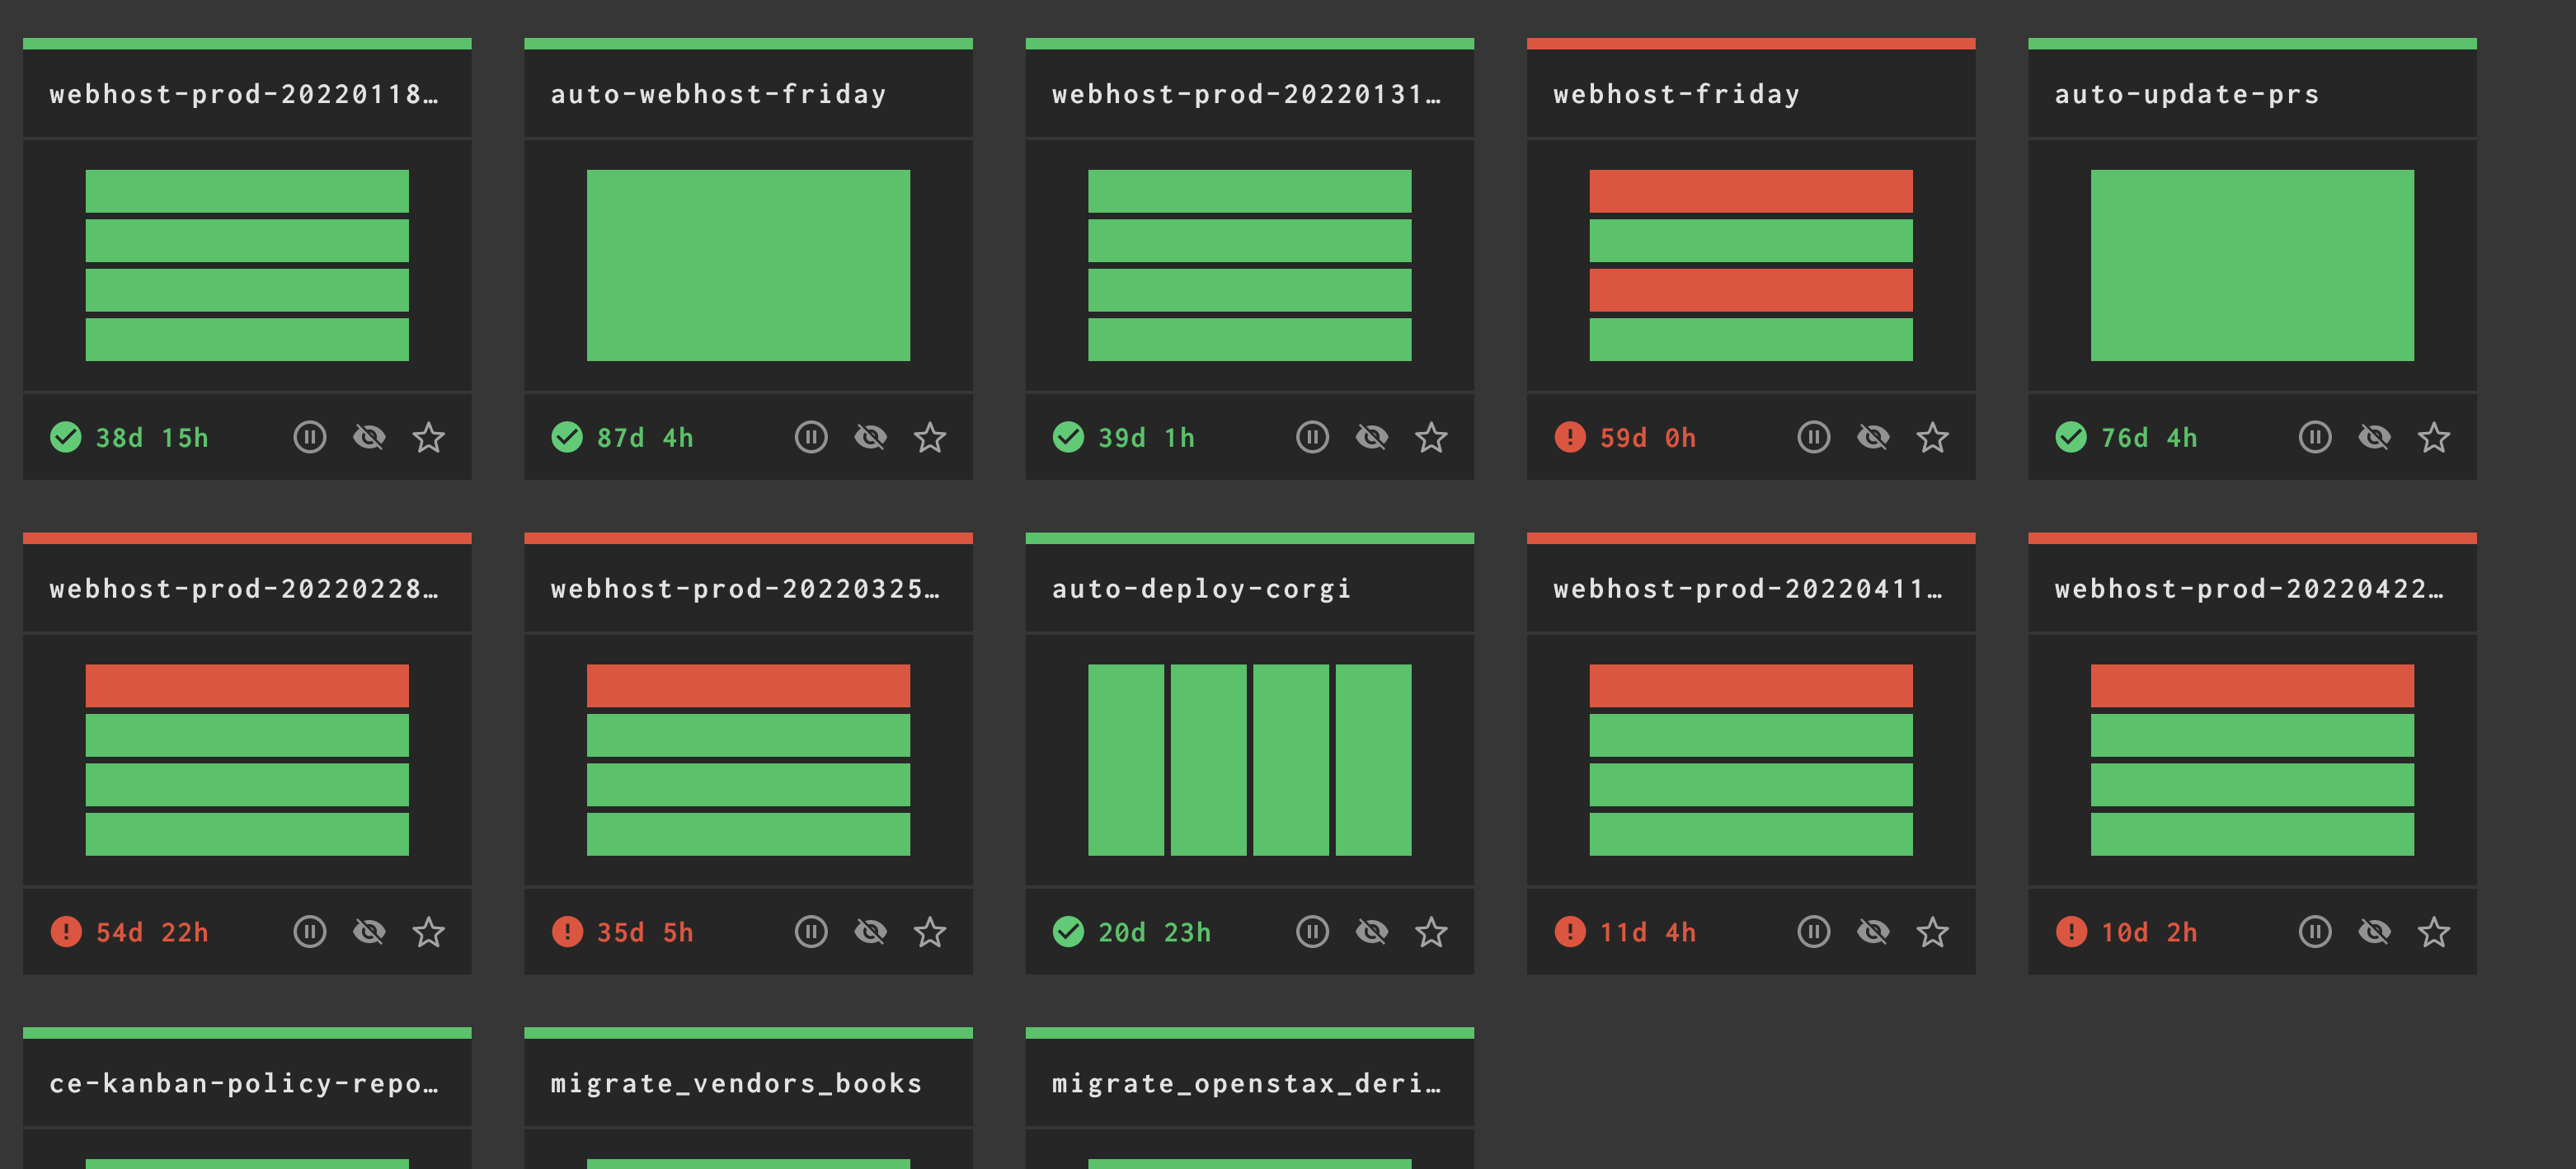 webhost-prod-20220118…
auto-webhost-friday
webhost-prod-20220131…
webhost-friday
auto-update-prs
38d 15h
87d 4h
39d 1h
59d 0h
76d 4h
webhost-prod-20220228…
webhost-prod-20220325…
auto-deploy-corgi
webhost-prod-20220411…
webhost-prod-20220422…
54d 22h
35d 5h
20d 23h
11d 4h
10d 2h
ce-kanban-policy-repo…
migrate_vendors_books
migrate_openstax_deri…